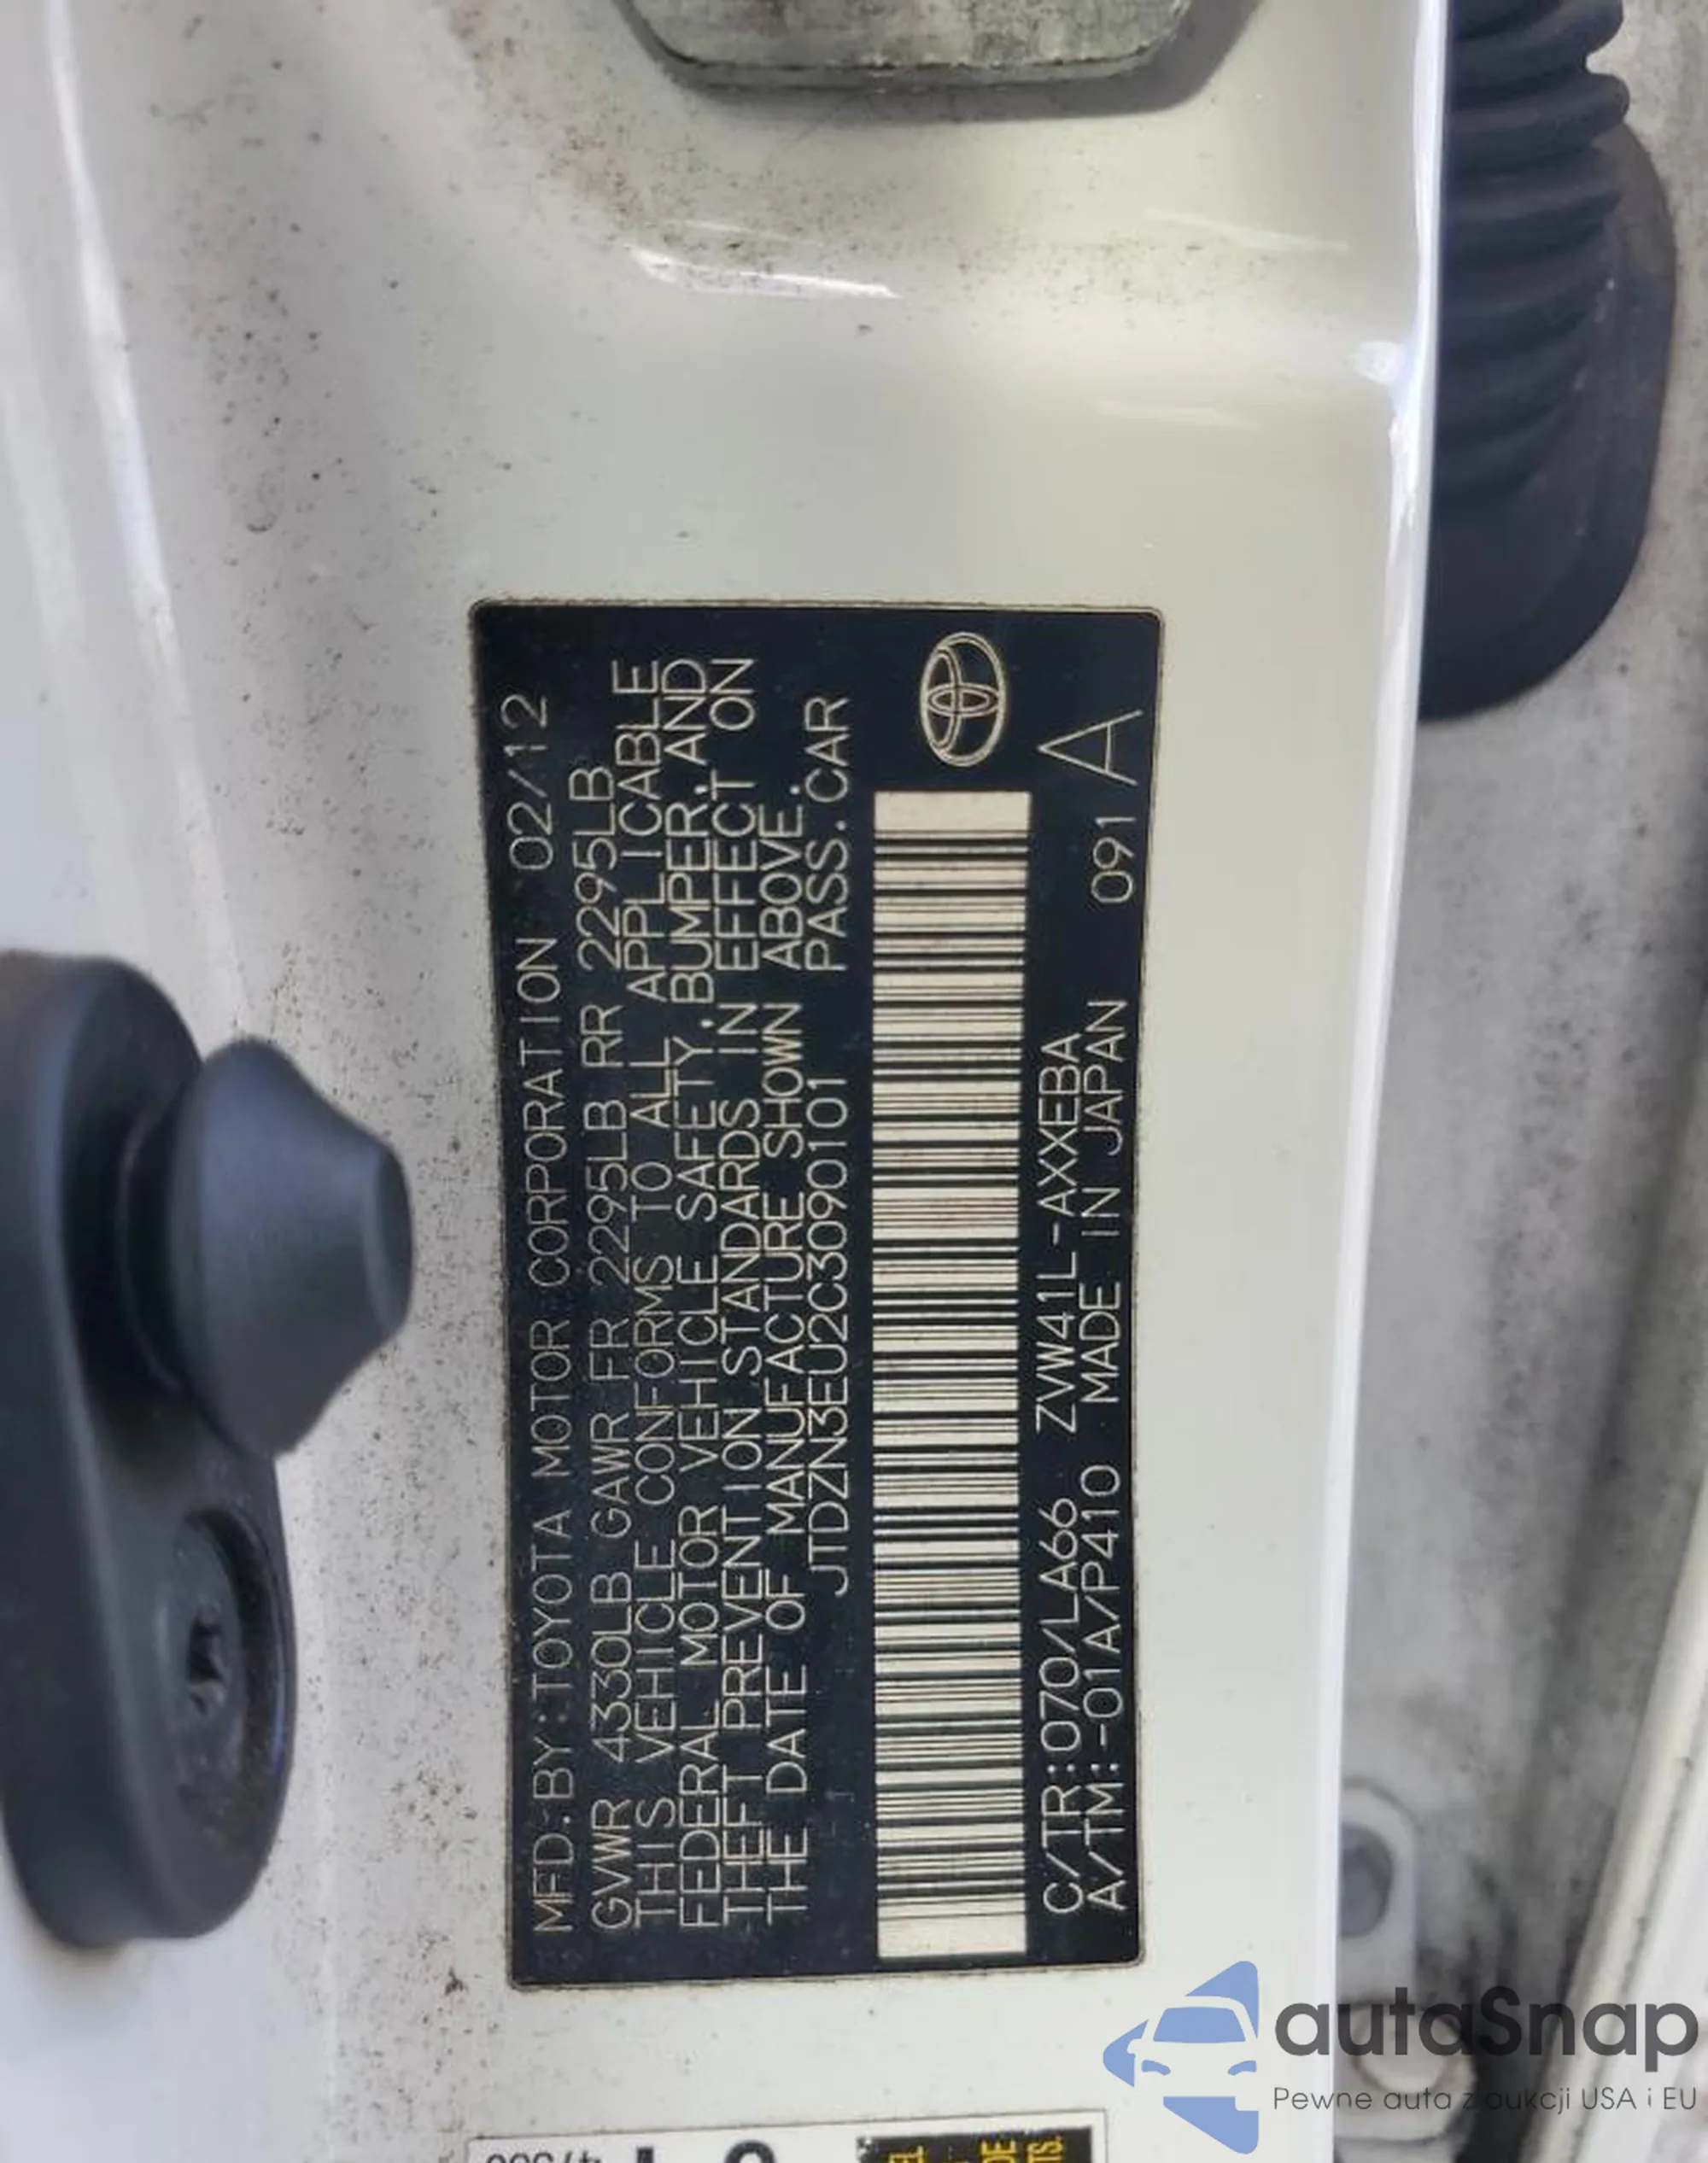 MFD.BY:TOYOTA MOTOR CORPORATION 02/12
GVWR 4330LB GAWR FR 2295LB RR 2295LB
THIS VEHICLE CONFORMS TO ALL APPLICABLE
FEDERAL MOTOR VEHICLE SAFETY, BUMPER, AND
THEFT PREVENTION STANDARDS IN EFFECT ON
THE DATE OF MANUFACTURE SHOWN ABOVE.
JTDZN3EU2C3090101 PASS.CAR
C/TR:070/LA66 ZVW41L-AXXEBA
A/TM:-01A/P410 MADE IN JAPAN 091 A
autaSnap
Pewne auta z aukcji USA i EU